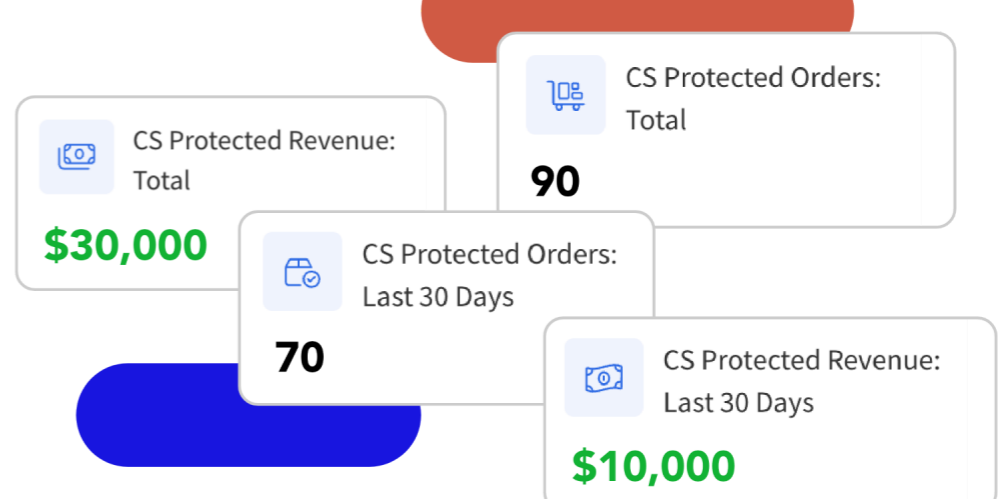 CS Protected Orders:
Total
90
CS Protected Revenue:
Total
$30,000
CS Protected Orders:
Last 30 Days
70
CS Protected Revenue:
Last 30 Days
$10,000